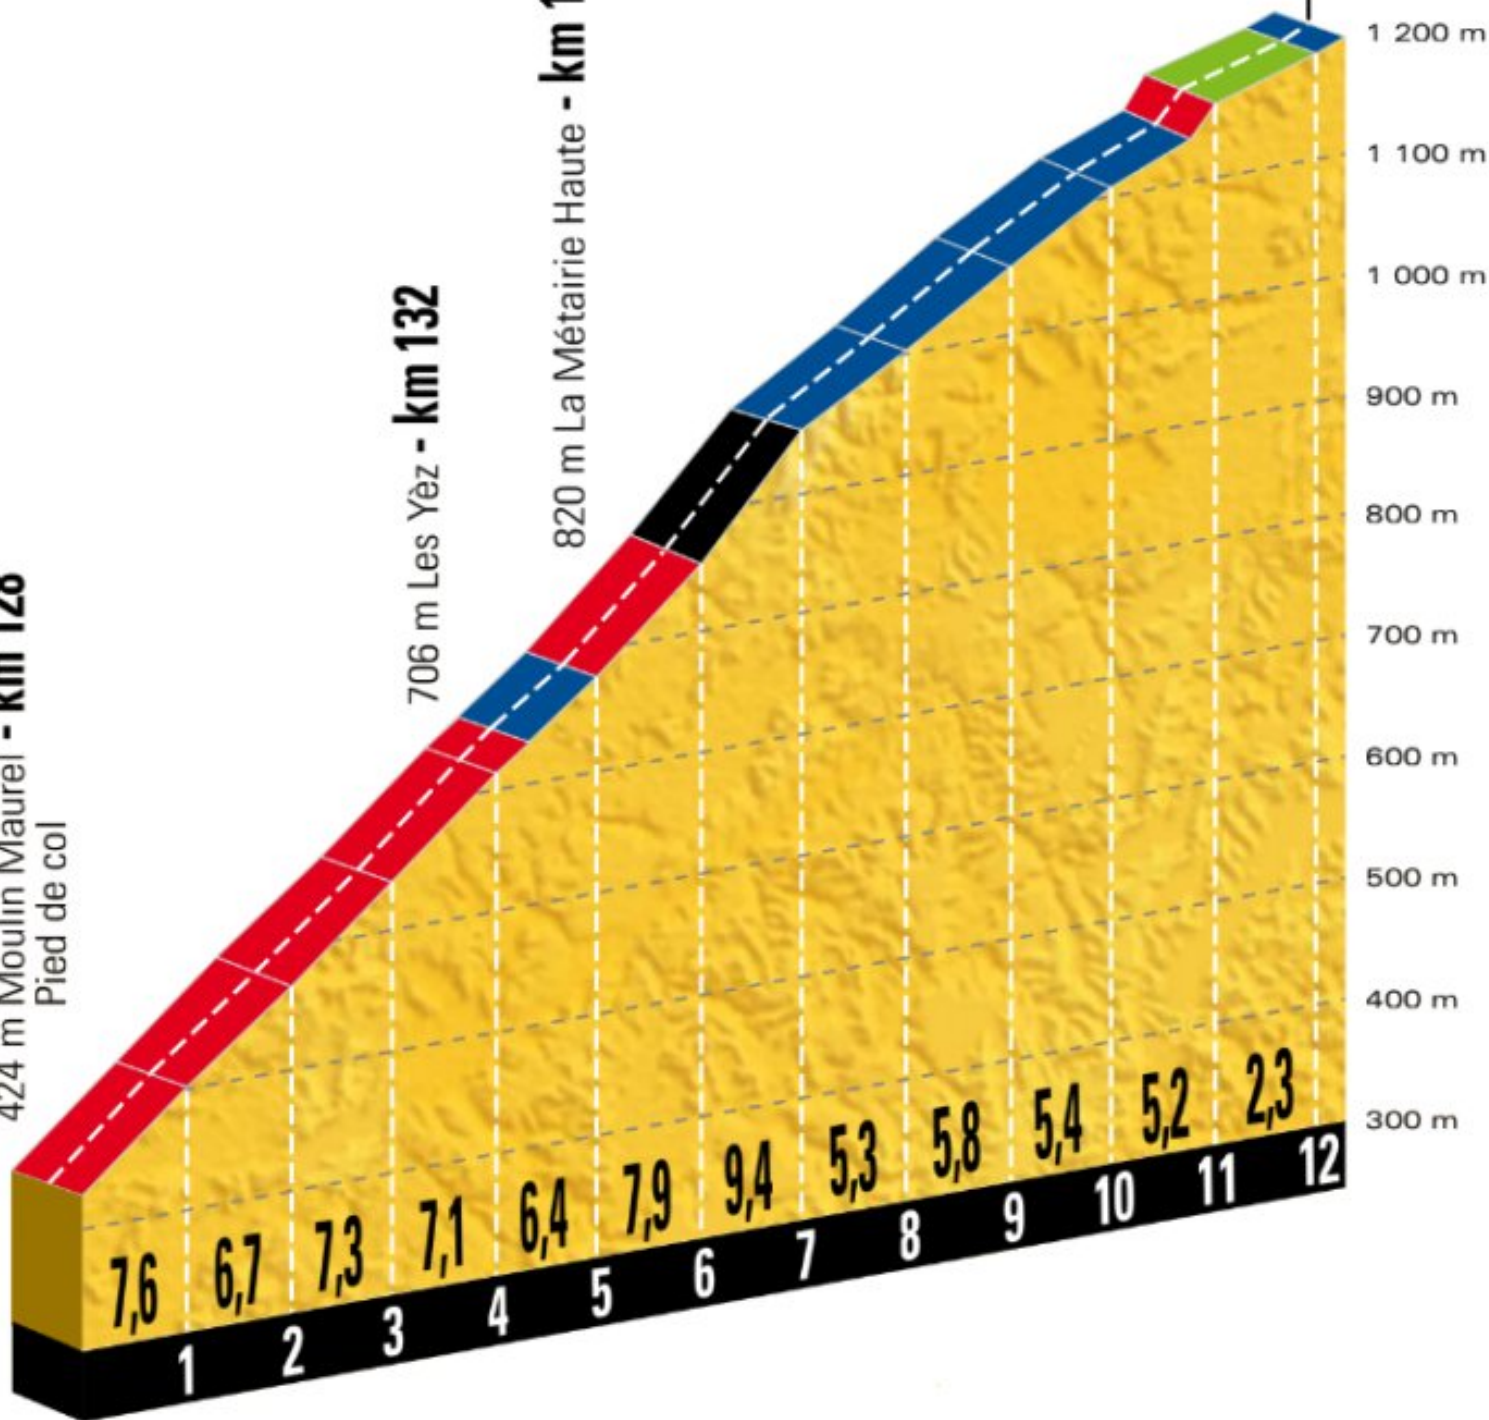 424 m Moulin Maurel - km 128
Pied de col
706 m Les Yèz - km 132
820 m La Métairie Haute - km 1
1 200 m
1 100 m
1 000 m
900 m
800 m
700 m
600 m
500 m
400 m
300 m
7,6 6,7 7,3 7,1 6,4 7,9 9,4 5,3 5,8 5,4 5,2 2,3
1 2 3 4 5 6 7 8 9 10 11 12